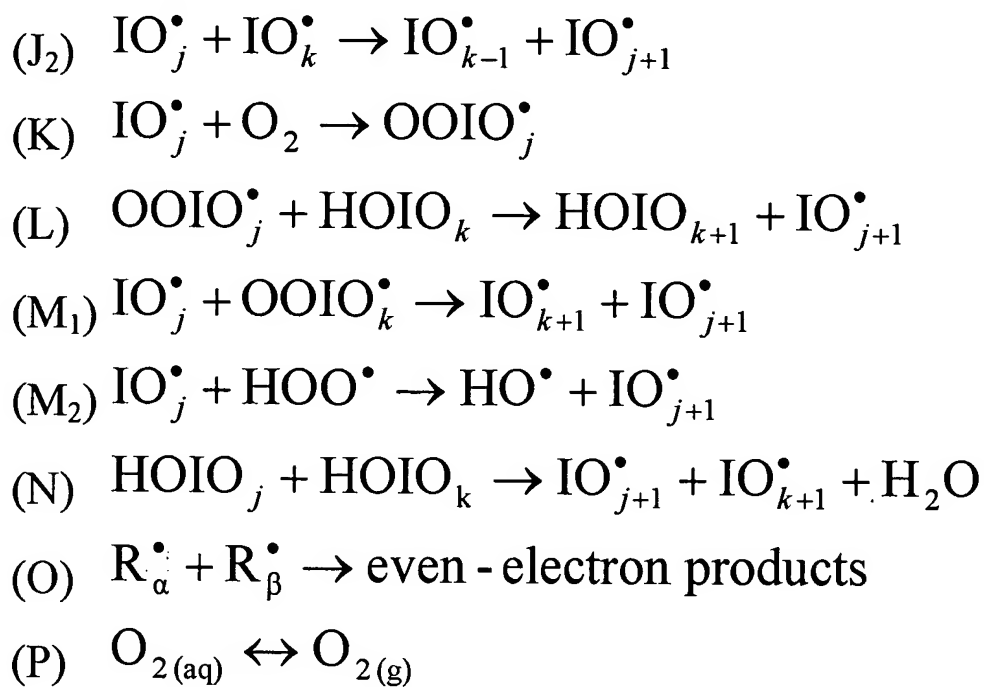 (J₂) IO•ⱼ + IO•ₖ → IO•ₖ₋₁ + IO•ⱼ₊₁
(K) IO•ⱼ + O₂ → OOIO•ⱼ
(L) OOIO•ⱼ + HOIOₖ → HOIOₖ₊₁ + IO•ⱼ₊₁
(M₁) IO•ⱼ + OOIO•ₖ → IO•ₖ₊₁ + IO•ⱼ₊₁
(M₂) IO•ⱼ + HOO• → HO• + IO•ⱼ₊₁
(N) HOIOⱼ + HOIOₖ → IO•ⱼ₊₁ + IO•ₖ₊₁ + H₂O
(O) R•α + R•ᵦ → even - electron products
(P) O₂₍aq₎ ↔ O₂₍g₎